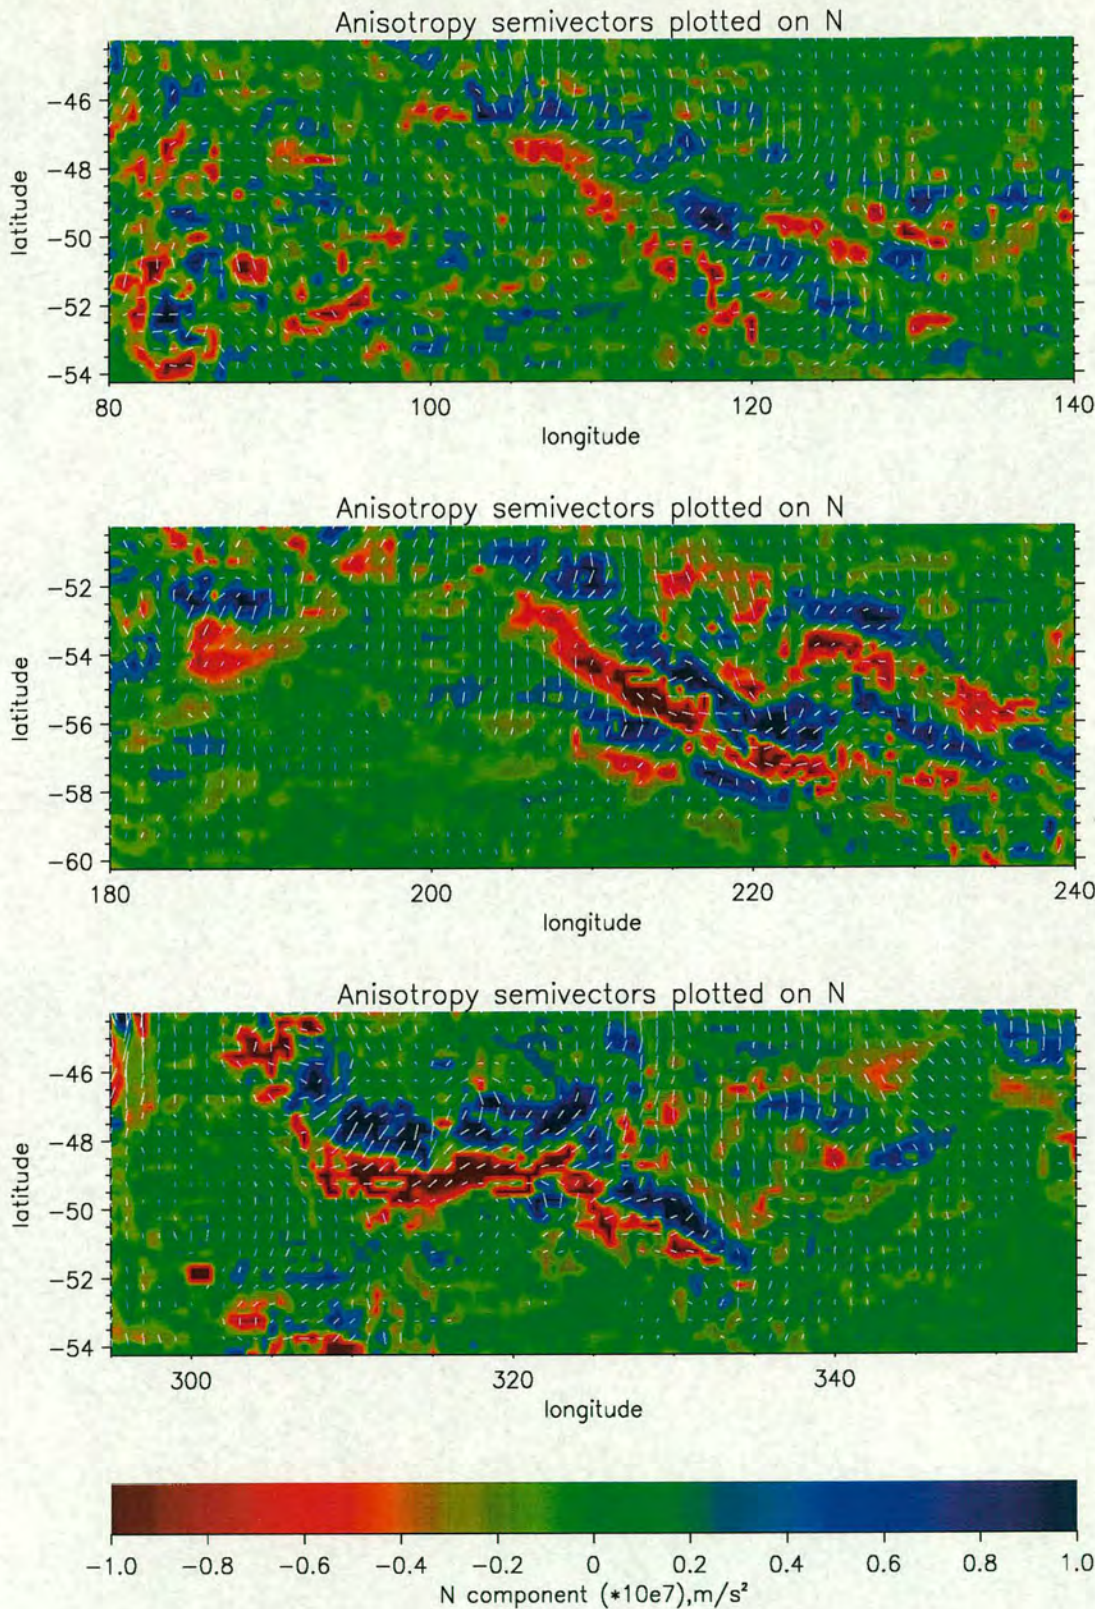 Anisotropy semivectors plotted on N
latitude
−46
−48
−50
−52
−54
80 100 120 140
longitude
Anisotropy semivectors plotted on N
latitude
−52
−54
−56
−58
−60
180 200 220 240
longitude
Anisotropy semivectors plotted on N
latitude
−46
−48
−50
−52
−54
300 320 340
longitude
−1.0 −0.8 −0.6 −0.4 −0.2 0 0.2 0.4 0.6 0.8 1.0
N component (*10e7),m/s²